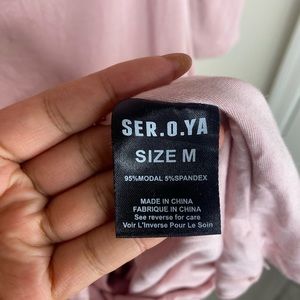 SER.O.YA
SIZE M
95%MODAL 5%SPANDEX
MADE IN CHINA
FABRIQUE IN CHINA
See reverse for care
Voir L'Inverse Pour Le Soin